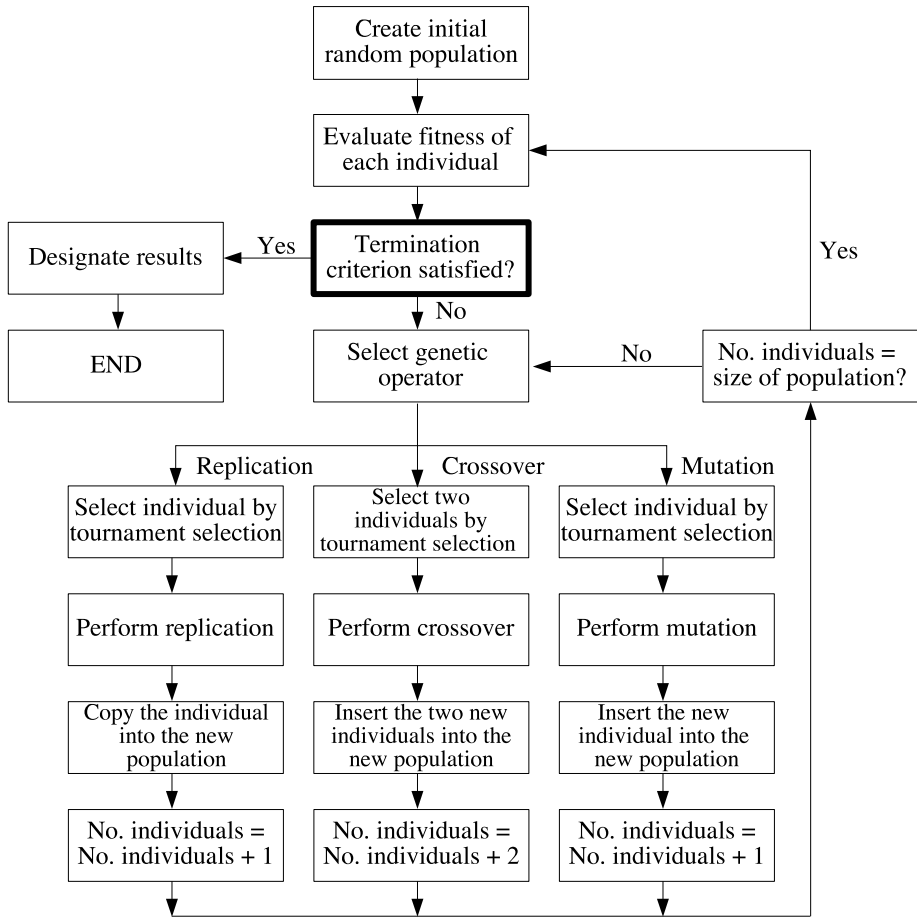 Create initial
random population
Evaluate fitness of
each individual
Termination
criterion satisfied?
Yes
Designate results
END
No
Select genetic
operator
No
No. individuals =
size of population?
Yes
Replication
Crossover
Mutation
Select individual by
tournament selection
Select two
individuals by
tournament selection
Select individual by
tournament selection
Perform replication
Perform crossover
Perform mutation
Copy the individual
into the new
population
Insert the two new
individuals into the
new population
Insert the new
individual into the
new population
No. individuals =
No. individuals + 1
No. individuals =
No. individuals + 2
No. individuals =
No. individuals + 1